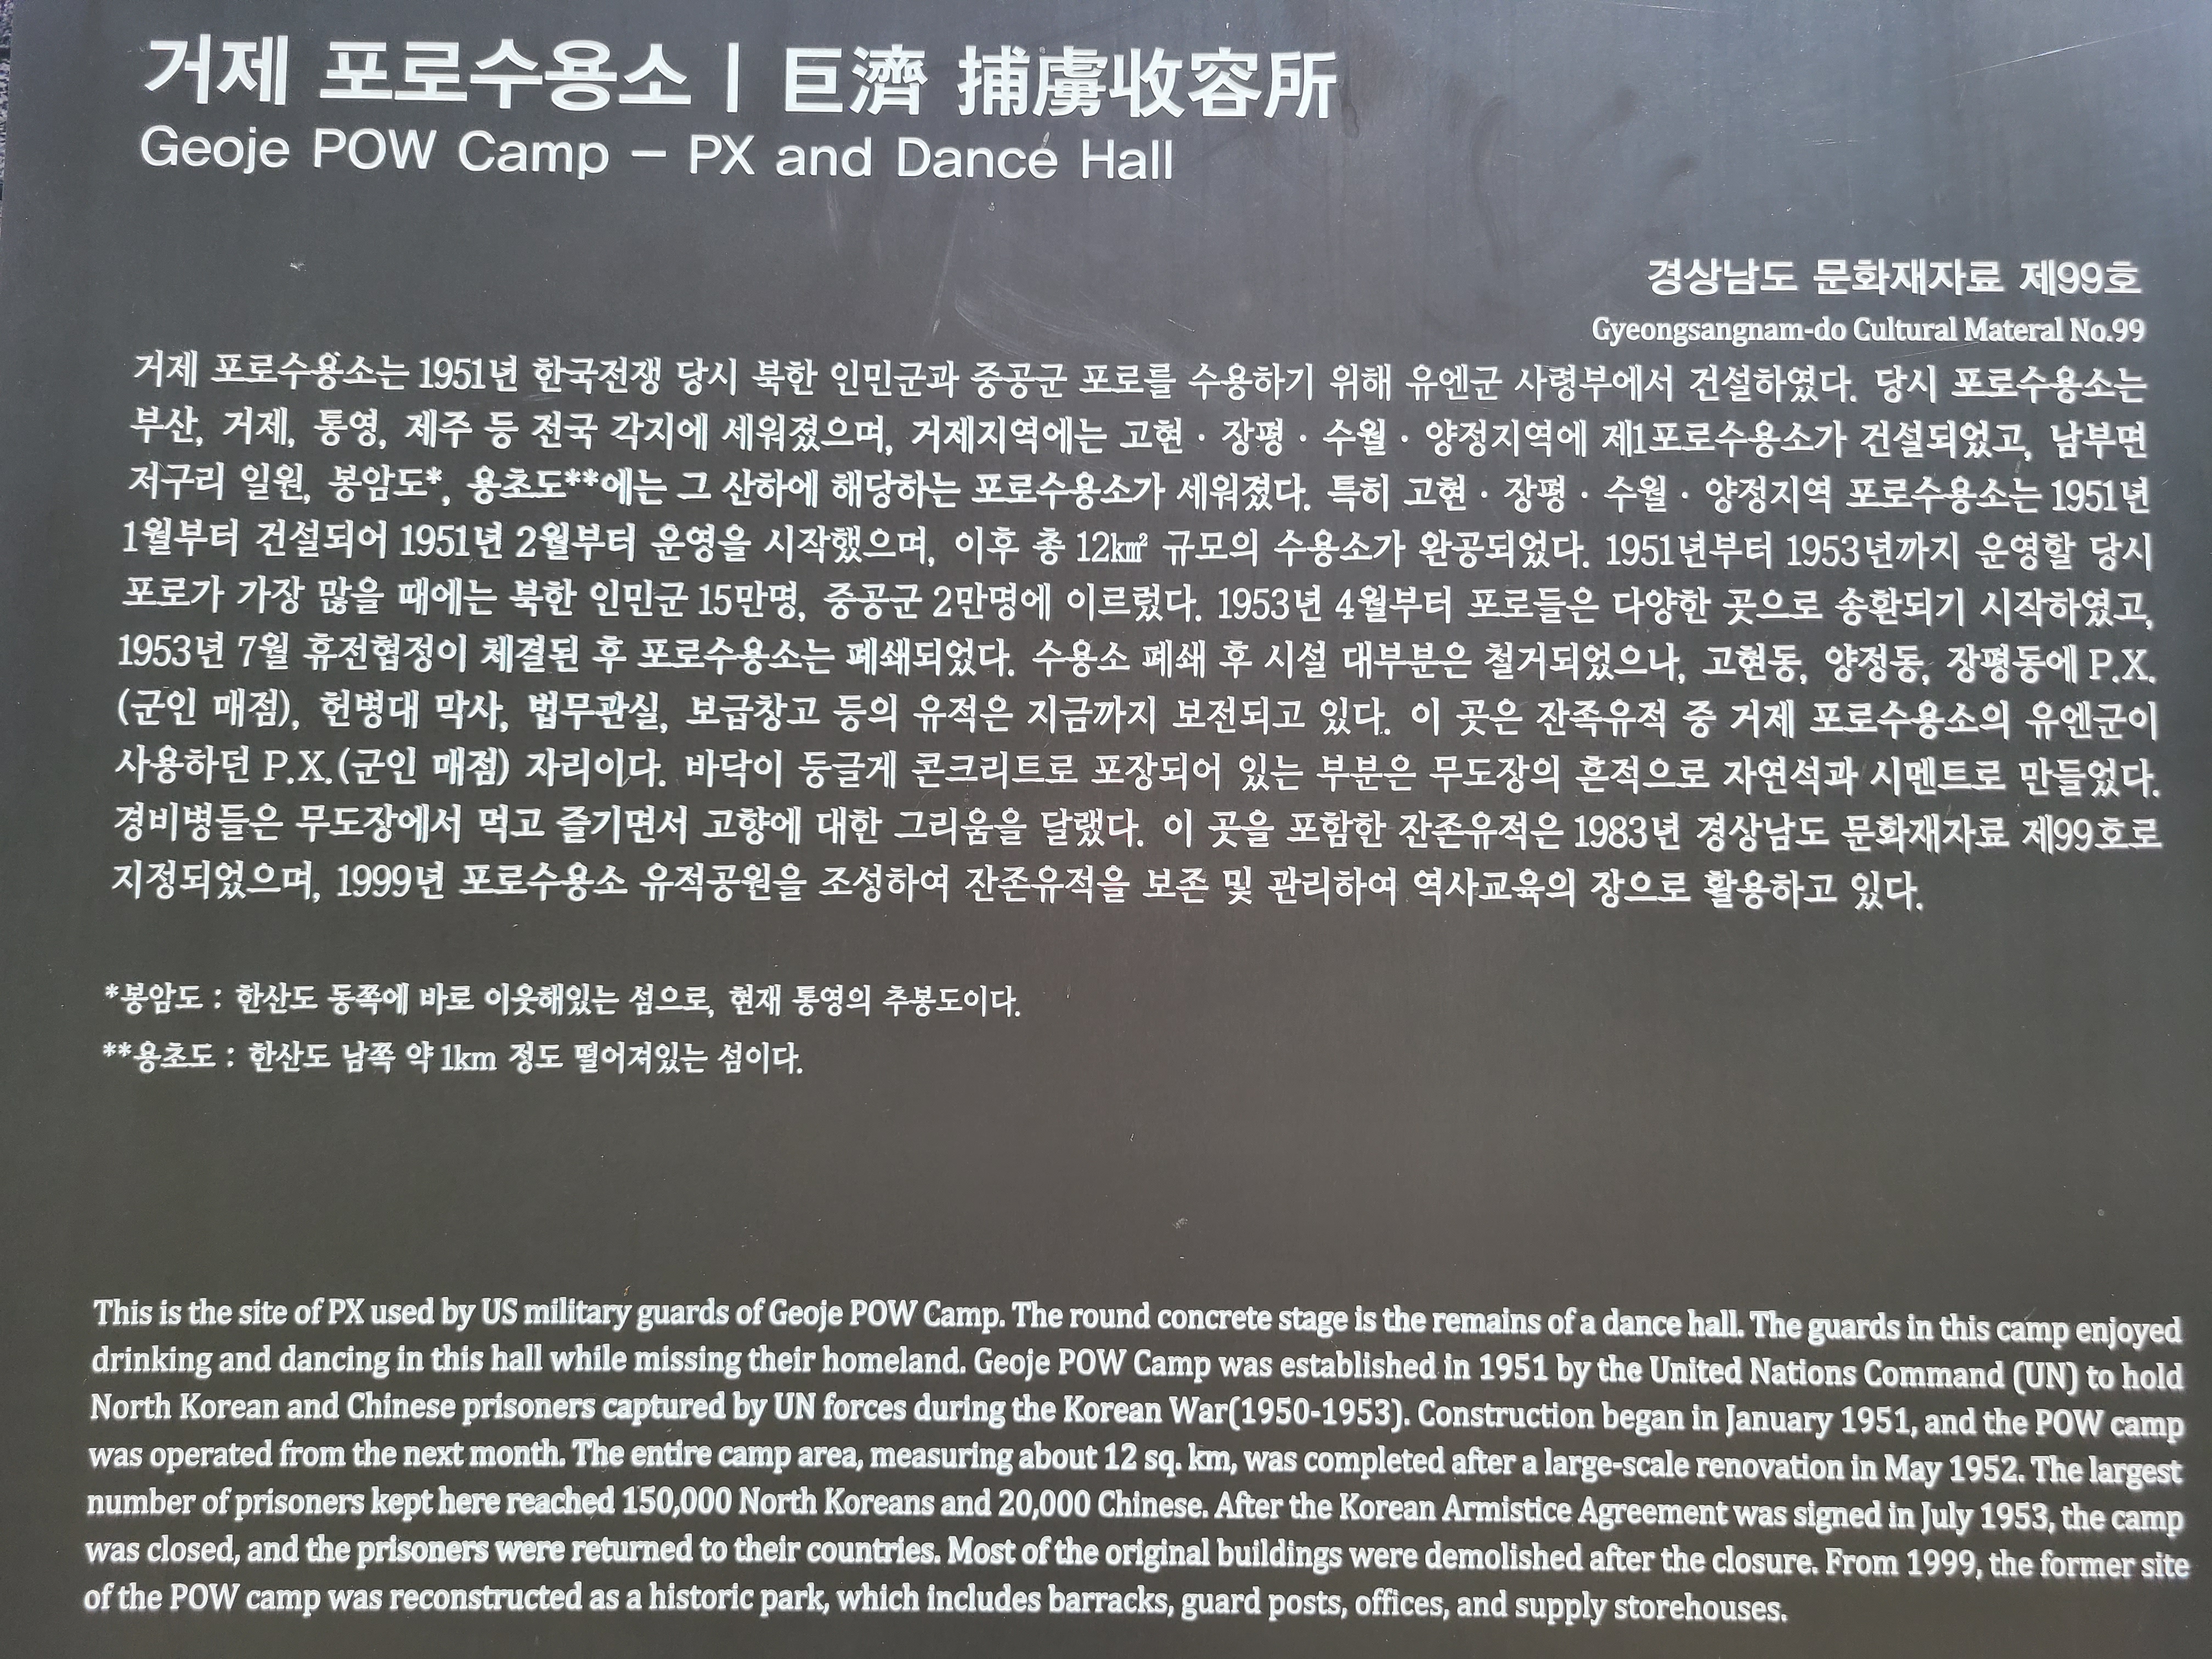 거제 포로수용소 | 巨濟 捕虜收容所
Geoje POW Camp – PX and Dance Hall
경상남도 문화재자료 제99호
Gyeongsangnam-do Cultural Materal No.99
거제 포로수용소는 1951년 한국전쟁 당시 북한 인민군과 중공군 포로를 수용하기 위해 유엔군 사령부에서 건설하였다. 당시 포로수용소는
부산, 거제, 통영, 제주 등 전국 각지에 세워졌으며, 거제지역에는 고현 · 장평 · 수월 · 양정지역에 제1포로수용소가 건설되었고, 남부면
저구리 일원, 봉암도*, 용초도**에는 그 산하에 해당하는 포로수용소가 세워졌다. 특히 고현 · 장평 · 수월 · 양정지역 포로수용소는 1951년
1월부터 건설되어 1951년 2월부터 운영을 시작했으며, 이후 총 12㎢ 규모의 수용소가 완공되었다. 1951년부터 1953년까지 운영할 당시
포로가 가장 많을 때에는 북한 인민군 15만명, 중공군 2만명에 이르렀다. 1953년 4월부터 포로들은 다양한 곳으로 송환되기 시작하였고,
1953년 7월 휴전협정이 체결된 후 포로수용소는 폐쇄되었다. 수용소 폐쇄 후 시설 대부분은 철거되었으나, 고현동, 양정동, 장평동에 P.X.
(군인 매점), 헌병대 막사, 법무관실, 보급창고 등의 유적은 지금까지 보전되고 있다. 이 곳은 잔족유적 중 거제 포로수용소의 유엔군이
사용하던 P.X.(군인 매점) 자리이다. 바닥이 둥글게 콘크리트로 포장되어 있는 부분은 무도장의 흔적으로 자연석과 시멘트로 만들었다.
경비병들은 무도장에서 먹고 즐기면서 고향에 대한 그리움을 달랬다. 이 곳을 포함한 잔존유적은 1983년 경상남도 문화재자료 제99호로
지정되었으며, 1999년 포로수용소 유적공원을 조성하여 잔존유적을 보존 및 관리하여 역사교육의 장으로 활용하고 있다.
*봉암도 : 한산도 동쪽에 바로 이웃해있는 섬으로, 현재 통영의 추봉도이다.
**용초도 : 한산도 남쪽 약 1km 정도 떨어져있는 섬이다.
This is the site of PX used by US military guards of Geoje POW Camp. The round concrete stage is the remains of a dance hall. The guards in this camp enjoyed
drinking and dancing in this hall while missing their homeland. Geoje POW Camp was established in 1951 by the United Nations Command (UN) to hold
North Korean and Chinese prisoners captured by UN forces during the Korean War(1950-1953). Construction began in January 1951, and the POW camp
was operated from the next month. The entire camp area, measuring about 12 sq. km, was completed after a large-scale renovation in May 1952. The largest
number of prisoners kept here reached 150,000 North Koreans and 20,000 Chinese. After the Korean Armistice Agreement was signed in July 1953, the camp
was closed, and the prisoners were returned to their countries. Most of the original buildings were demolished after the closure. From 1999, the former site
of the POW camp was reconstructed as a historic park, which includes barracks, guard posts, offices, and supply storehouses.